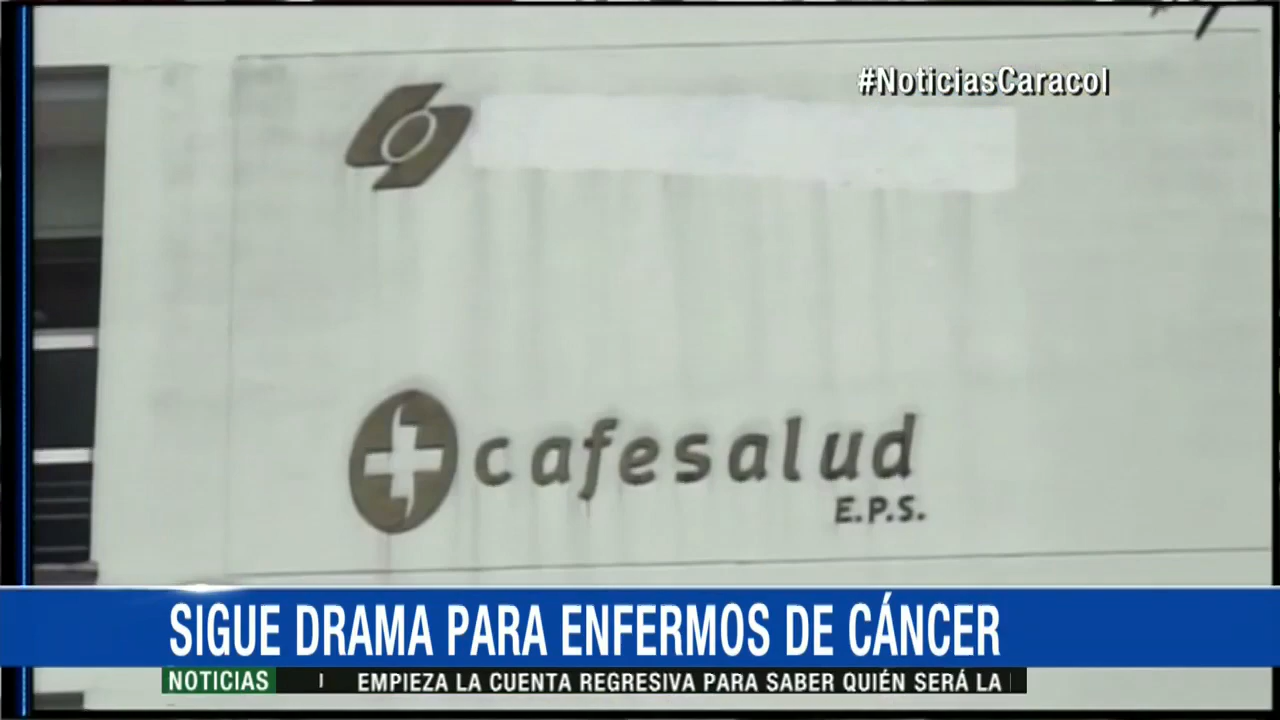 #NoticiasCaracol
cafesalud
E.P.S.
SIGUE DRAMA PARA ENFERMOS DE CÁNCER
NOTICIAS
EMPIEZA LA CUENTA REGRESIVA PARA SABER QUIÉN SERÁ LA